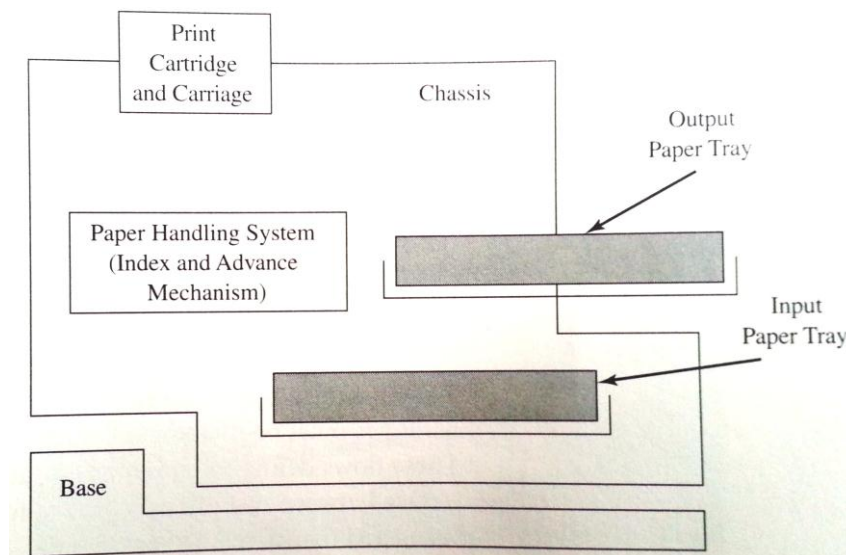 Print
Cartridge
and Carriage
Chassis
Output
Paper Tray
Paper Handling System
(Index and Advance
Mechanism)
Input
Paper Tray
Base